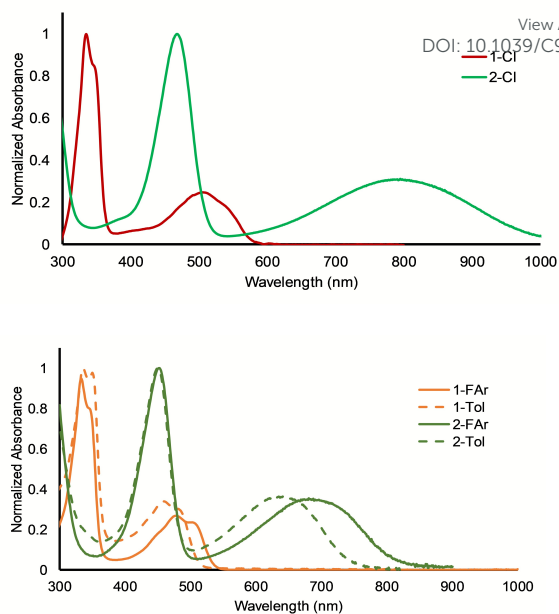 View A
DOI: 10.1039/C9
1-Cl
2-Cl
Normalized Absorbance
1
0.8
0.6
0.4
0.2
0
300 400 500 600 700 800 900 1000
Wavelength (nm)
1-FAr
1-Tol
2-FAr
2-Tol
Normalized Absorbance
1
0.8
0.6
0.4
0.2
0
300 400 500 600 700 800 900 1000
Wavelength (nm)